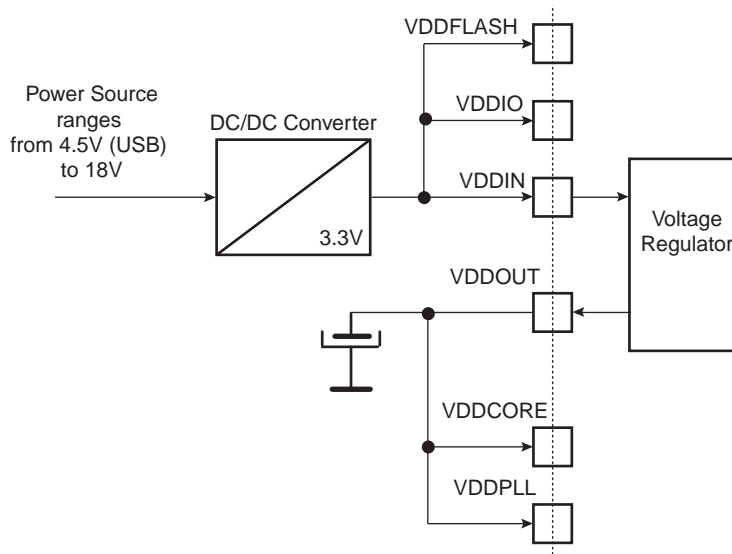 VDDFLASH
Power Source
ranges
from 4.5V (USB)
to 18V
DC/DC Converter
3.3V
VDDIO
VDDIN
Voltage
Regulator
VDDOUT
VDDCORE
VDDPLL